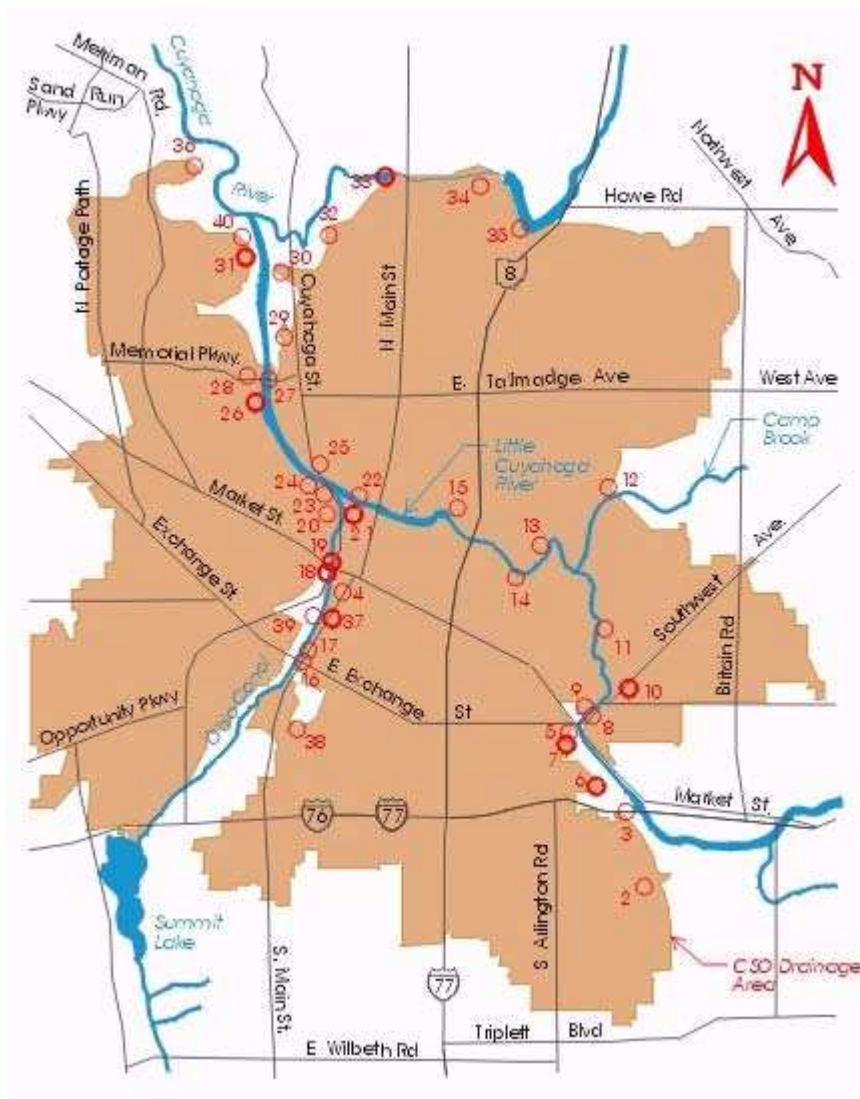 Merriman Rd.
Cuyahoga
River
Sand Run
Pkwy
N
Northwest
Ave
36
33
34
Howe Rd
N Portage Path
40
32
35
31
30
8
N Main St
Cuyahoga St.
29
Memorial Pkwy.
28
27
E. Talmadge Ave
West Ave
26
Camp
Brook
25
Little
Cuyahoga
River
24
22
15
12
Market St.
23
20
21
Exchange St.
13
Southwest Ave.
19
18
14
4
39
37
11
Britain Rd
17
16
10
E. Exchange St
9
8
Opportunity Pkwy
Ohio Canal
5
7
38
6
Market St.
76
77
3
S Arlington Rd
2
Summit
Lake
CSO Drainage
Area
S. Main St.
77
Triplett Blvd
E Wilbeth Rd